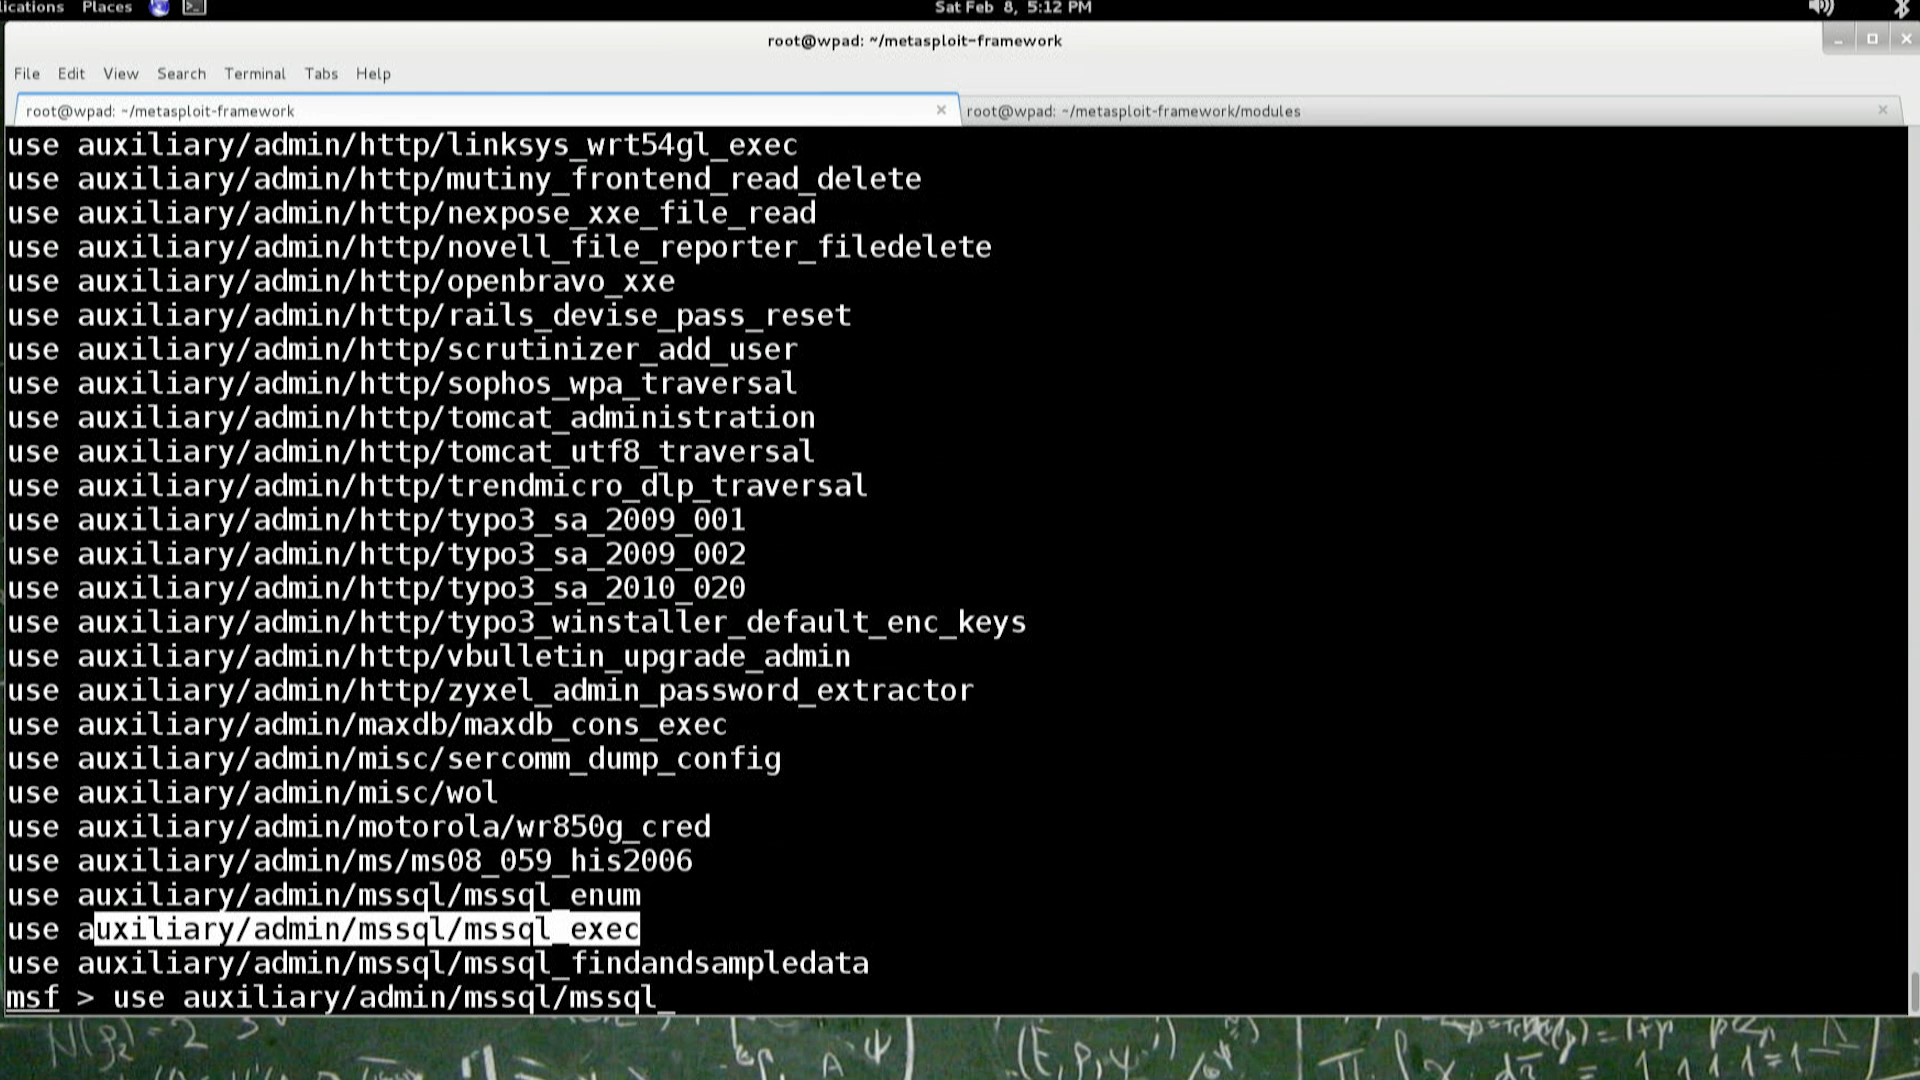 lications Places Sat Feb 8, 5:12 PM
root@wpad: ~/metasploit-framework
File Edit View Search Terminal Tabs Help
root@wpad: ~/metasploit-framework root@wpad: ~/metasploit-framework/modules
use auxiliary/admin/http/linksys_wrt54gl_exec
use auxiliary/admin/http/mutiny_frontend_read_delete
use auxiliary/admin/http/nexpose_xxe_file_read
use auxiliary/admin/http/novell_file_reporter_filedelete
use auxiliary/admin/http/openbravo_xxe
use auxiliary/admin/http/rails_devise_pass_reset
use auxiliary/admin/http/scrutinizer_add_user
use auxiliary/admin/http/sophos_wpa_traversal
use auxiliary/admin/http/tomcat_administration
use auxiliary/admin/http/tomcat_utf8_traversal
use auxiliary/admin/http/trendmicro_dlp_traversal
use auxiliary/admin/http/typo3_sa_2009_001
use auxiliary/admin/http/typo3_sa_2009_002
use auxiliary/admin/http/typo3_sa_2010_020
use auxiliary/admin/http/typo3_winstaller_default_enc_keys
use auxiliary/admin/http/vbulletin_upgrade_admin
use auxiliary/admin/http/zyxel_admin_password_extractor
use auxiliary/admin/maxdb/maxdb_cons_exec
use auxiliary/admin/misc/sercomm_dump_config
use auxiliary/admin/misc/wol
use auxiliary/admin/motorola/wr850g_cred
use auxiliary/admin/ms/ms08_059_his2006
use auxiliary/admin/mssql/mssql_enum
use auxiliary/admin/mssql/mssql_exec
use auxiliary/admin/mssql/mssql_findandsampledata
msf > use auxiliary/admin/mssql/mssql_